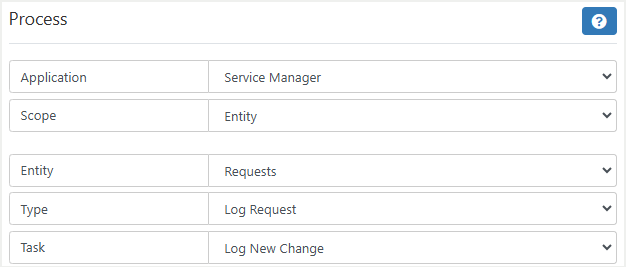 Process
?
Application Service Manager
Scope Entity
Entity Requests
Type Log Request
Task Log New Change